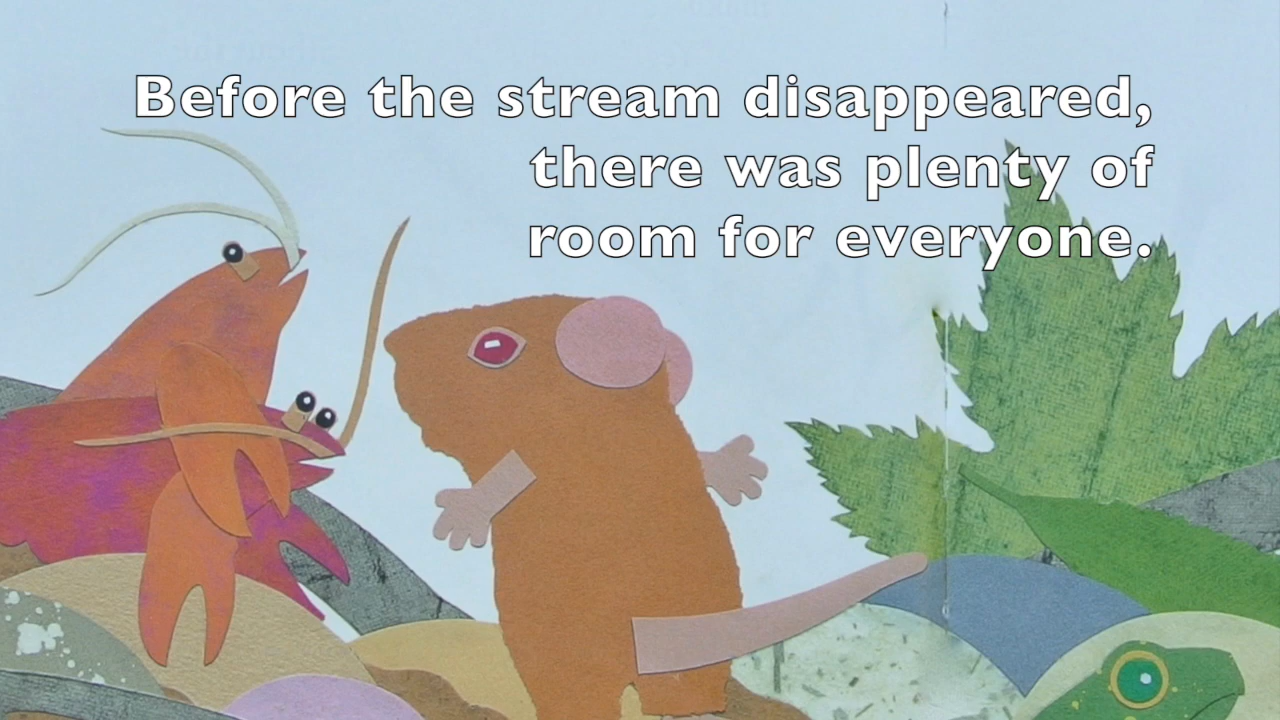 Before the stream disappeared,
there was plenty of
room for everyone.